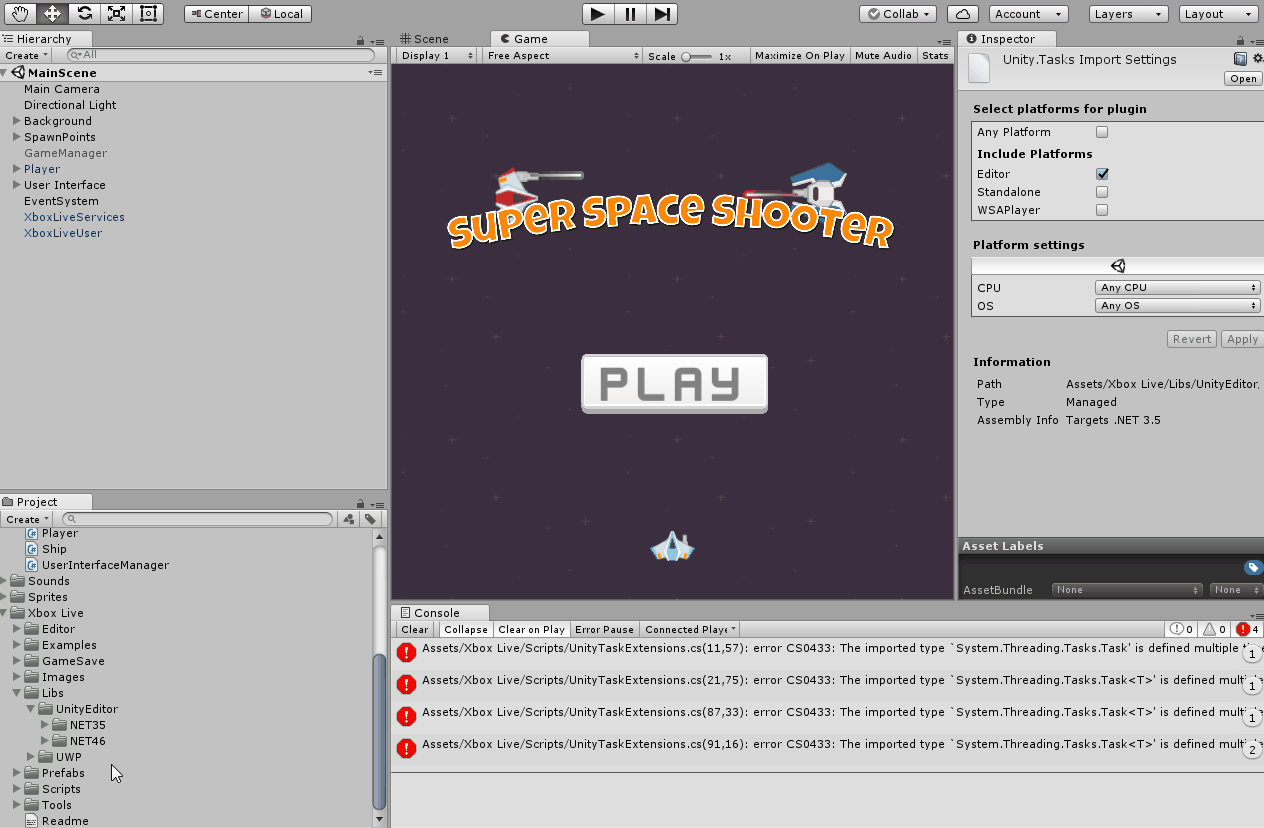 Center Local Collab Account Layers Layout
Hierarchy
Create All
MainScene
Main Camera
Directional Light
Background
SpawnPoints
GameManager
Player
User Interface
EventSystem
XboxLiveServices
XboxLiveUser
Project
Create
Player
Ship
UserInterfaceManager
Sounds
Sprites
Xbox Live
Editor
Examples
GameSave
Images
Libs
UnityEditor
NET35
NET46
UWP
Prefabs
Scripts
Tools
Readme
Scene Game
Display 1 Free Aspect Scale 1x Maximize On Play Mute Audio Stats
SUPER SPACE SHOOTER
PLAY
Console
Clear Collapse Clear on Play Error Pause Connected Playe 0 0 4
Assets/Xbox Live/Scripts/UnityTaskExtensions.cs(11,57): error CS0433: The imported type `System.Threading.Tasks.Task' is defined multiple 1
Assets/Xbox Live/Scripts/UnityTaskExtensions.cs(21,75): error CS0433: The imported type `System.Threading.Tasks.Task<T>' is defined multip 1
Assets/Xbox Live/Scripts/UnityTaskExtensions.cs(87,33): error CS0433: The imported type `System.Threading.Tasks.Task<T>' is defined multip 1
Assets/Xbox Live/Scripts/UnityTaskExtensions.cs(91,16): error CS0433: The imported type `System.Threading.Tasks.Task<T>' is defined multip 2
Inspector
Unity.Tasks Import Settings
Open
Select platforms for plugin
Any Platform
Include Platforms
Editor
Standalone
WSAPlayer
Platform settings
CPU Any CPU
OS Any OS
Revert Apply
Information
Path Assets/Xbox Live/Libs/UnityEditor,
Type Managed
Assembly Info Targets .NET 3.5
Asset Labels
AssetBundle None None